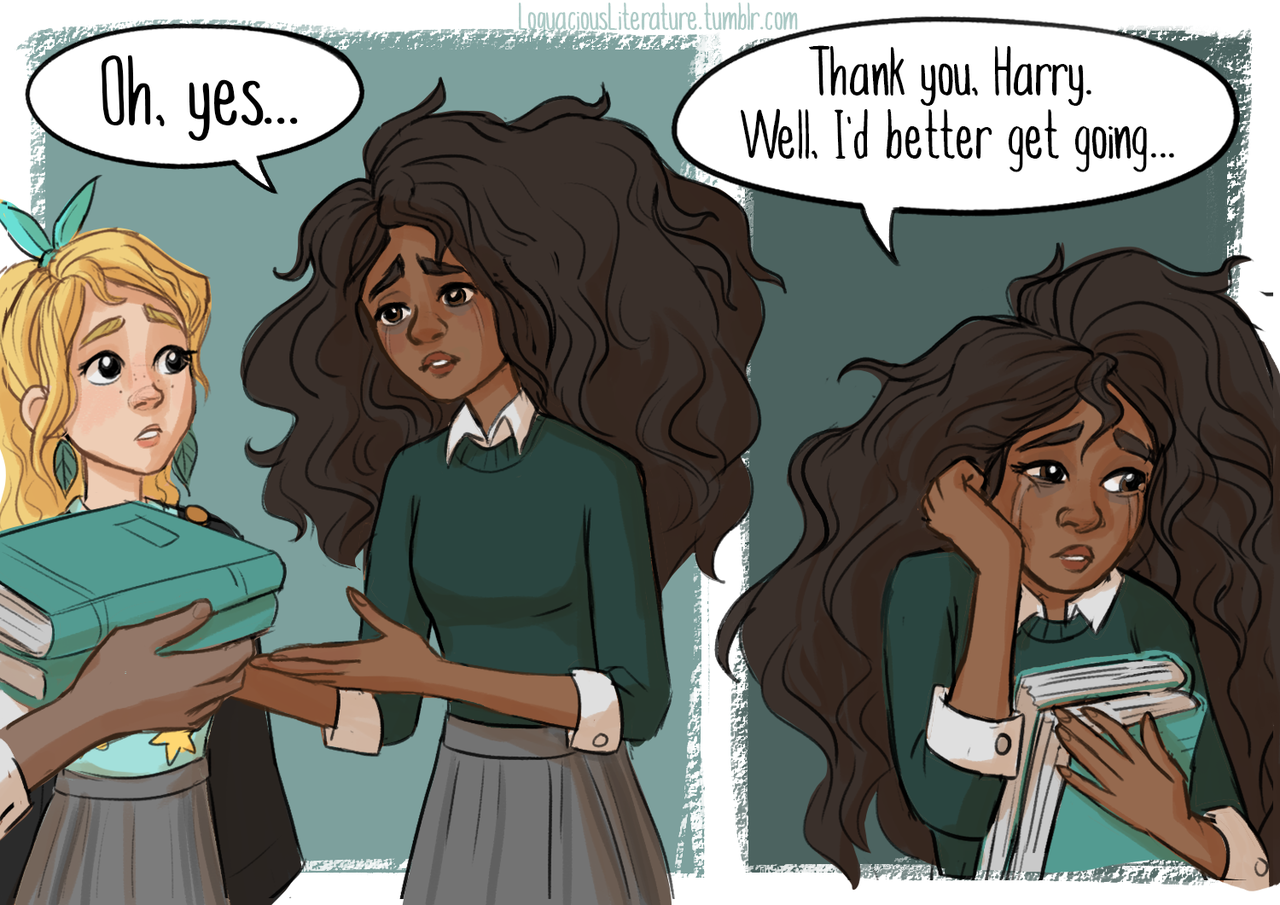 LoquaciousLiterature.tumblr.com
Oh, yes...
Thank you, Harry.
Well, I'd better get going...